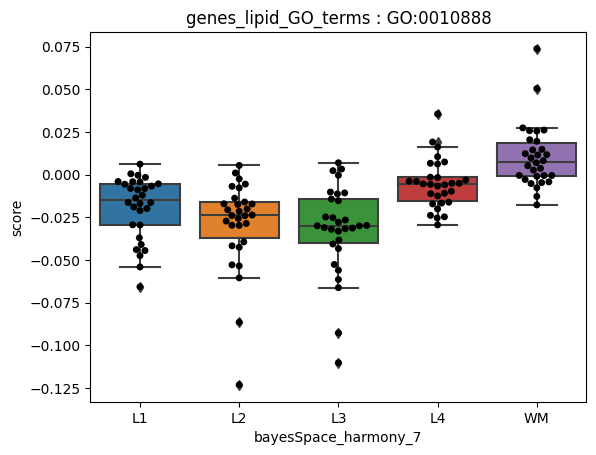 genes_lipid_GO_terms : GO:0010888
0.075
0.050
0.025
0.000
−0.025
−0.050
−0.075
−0.100
−0.125
score
L1 L2 L3 L4 WM
bayesSpace_harmony_7